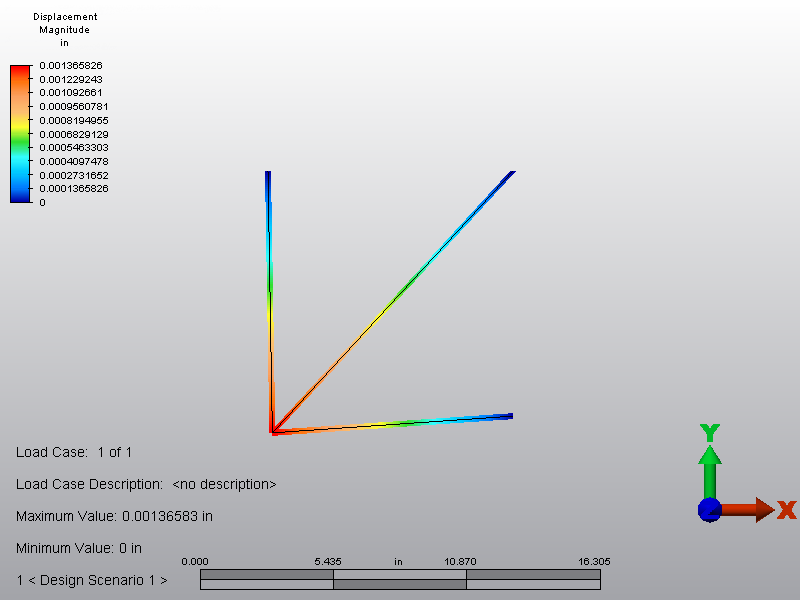 Displacement
Magnitude
in
0.001365826
0.001229243
0.001092661
0.0009560781
0.0008194955
0.0006829129
0.0005463303
0.0004097478
0.0002731652
0.0001365826
0
Load Case: 1 of 1
Load Case Description: <no description>
Maximum Value: 0.00136583 in
Minimum Value: 0 in
1 < Design Scenario 1 >
0.000 5.435 in 10.870 16.305
Y
X